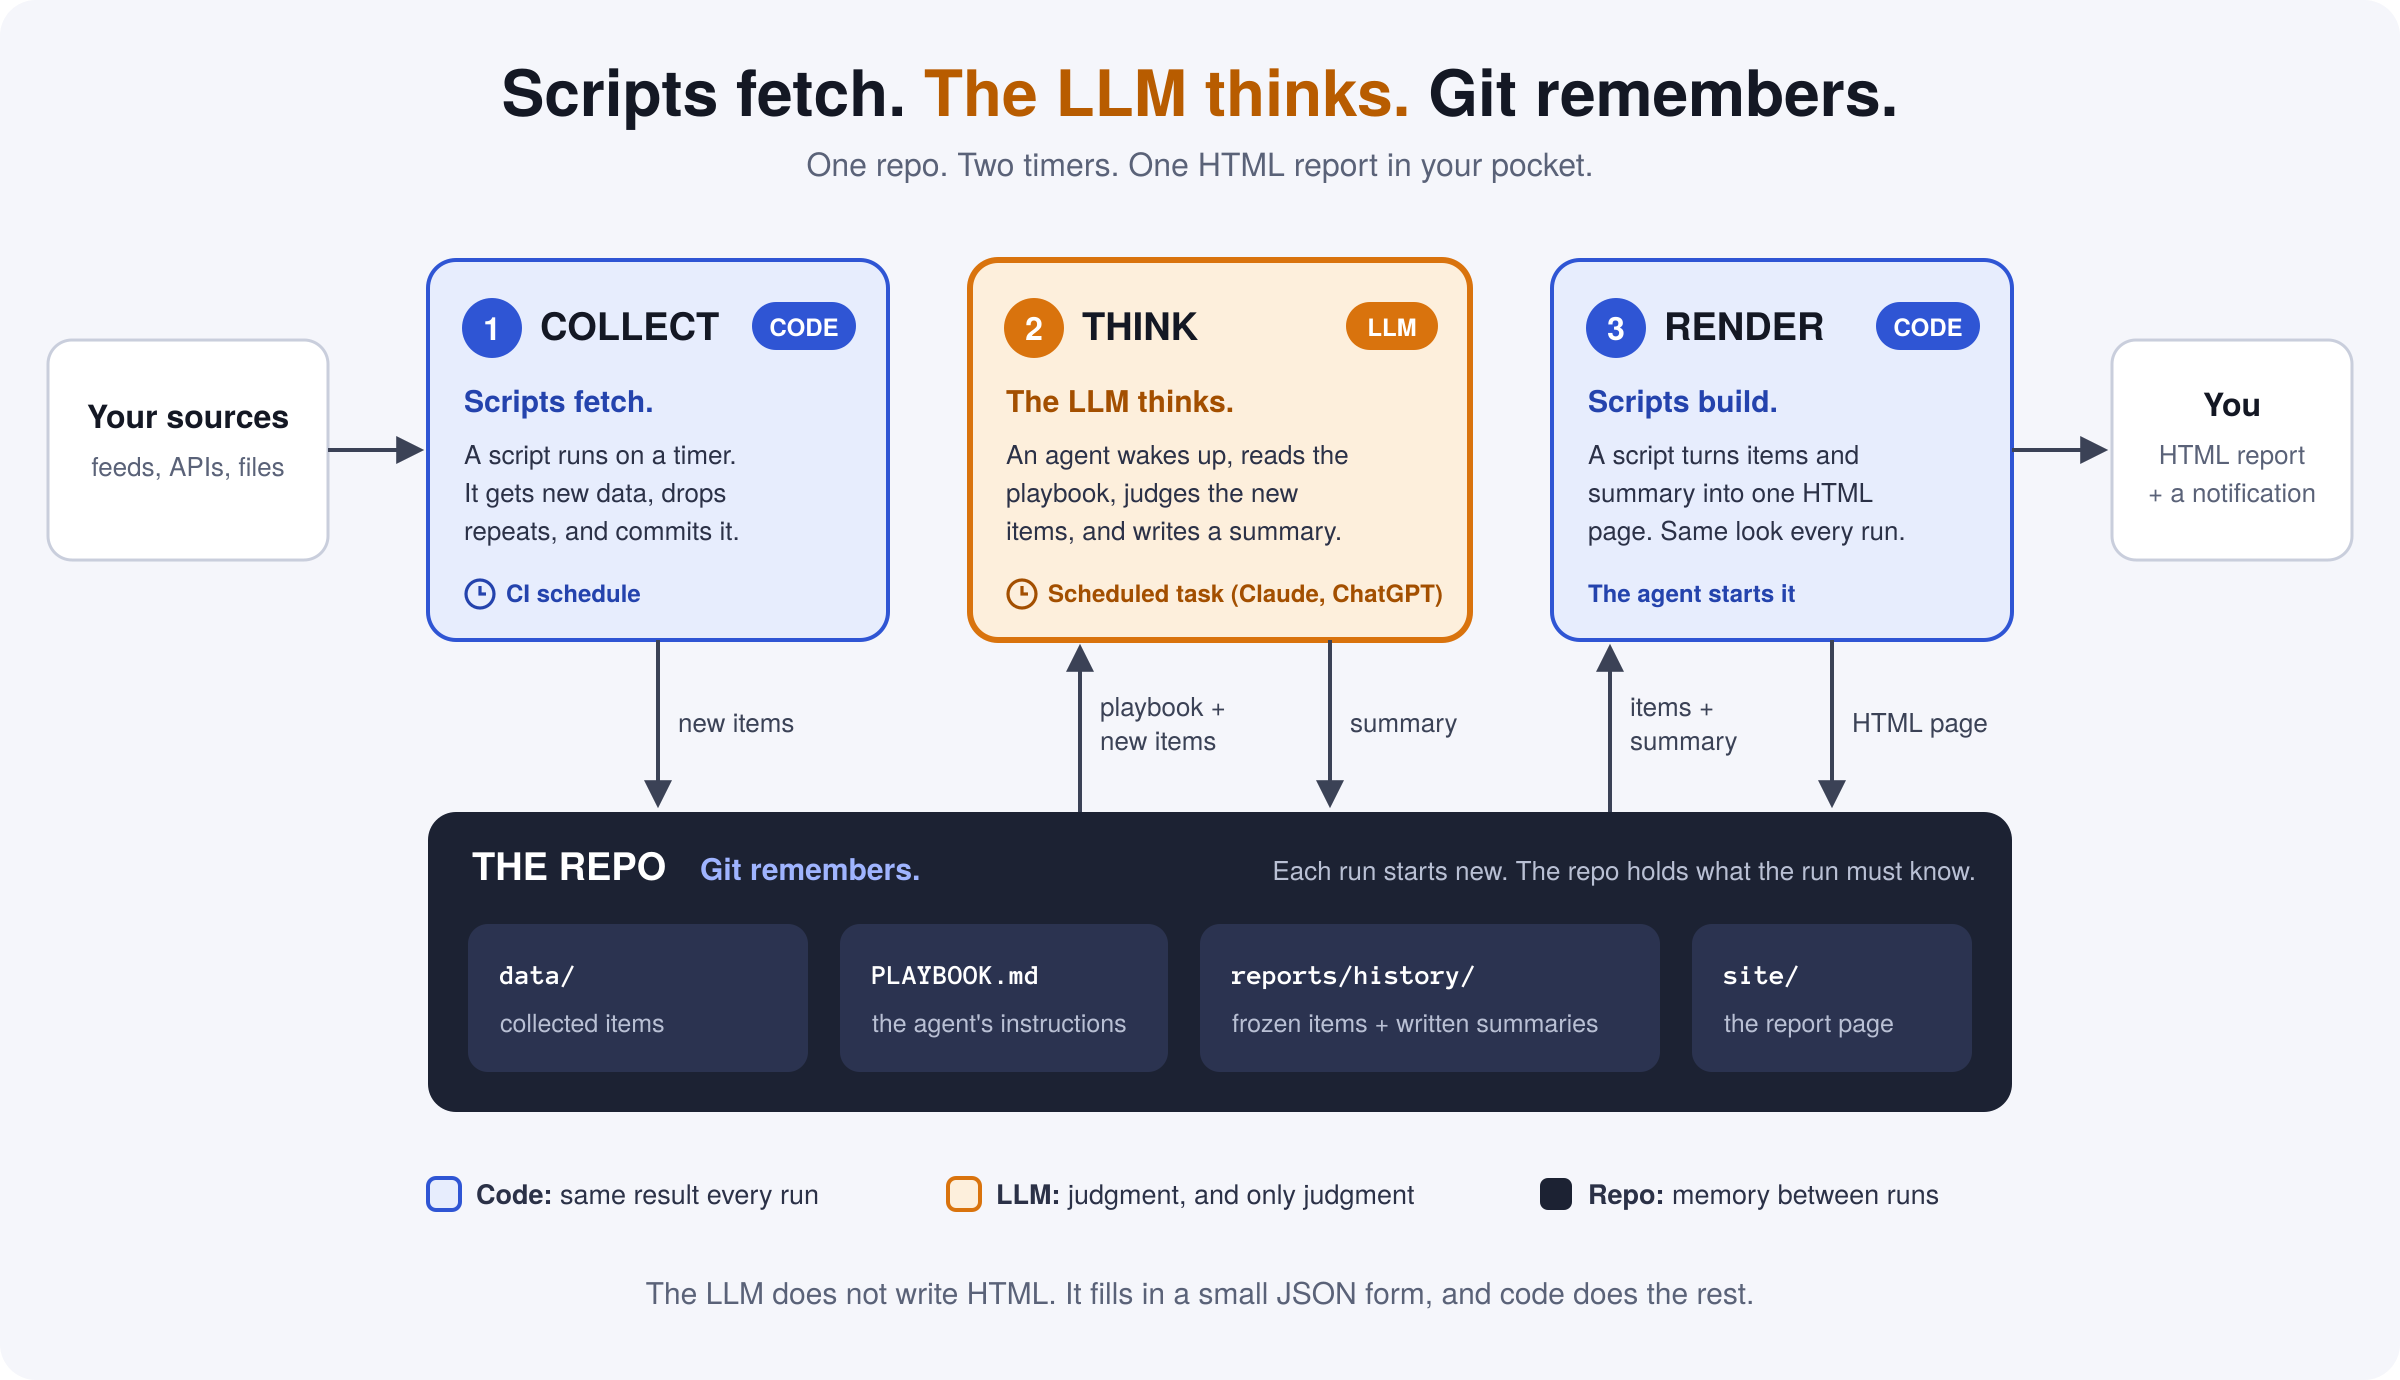 Scripts fetch. The LLM thinks. Git remembers.
One repo. Two timers. One HTML report in your pocket.
Your sources
feeds, APIs, files
1 COLLECT CODE
Scripts fetch.
A script runs on a timer.
It gets new data, drops
repeats, and commits it.
CI schedule
2 THINK LLM
The LLM thinks.
An agent wakes up, reads the
playbook, judges the new
items, and writes a summary.
Scheduled task (Claude, ChatGPT)
3 RENDER CODE
Scripts build.
A script turns items and
summary into one HTML
page. Same look every run.
The agent starts it
You
HTML report
+ a notification
new items
playbook +
new items
summary
items +
summary
HTML page
THE REPO Git remembers. Each run starts new. The repo holds what the run must know.
data/
collected items
PLAYBOOK.md
the agent's instructions
reports/history/
frozen items + written summaries
site/
the report page
Code: same result every run
LLM: judgment, and only judgment
Repo: memory between runs
The LLM does not write HTML. It fills in a small JSON form, and code does the rest.